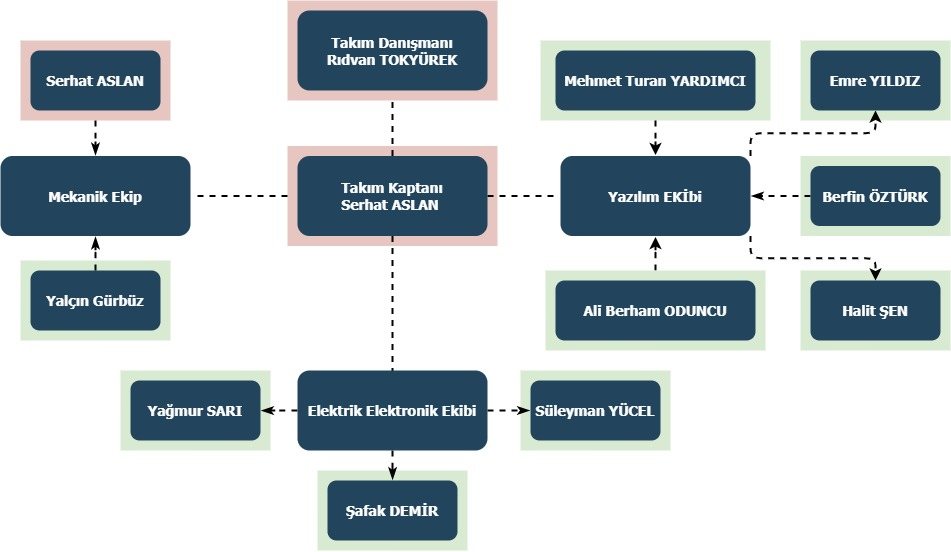 Takım Danışmanı
Rıdvan TOKYÜREK
Serhat ASLAN
Mehmet Turan YARDIMCI
Emre YILDIZ
Mekanik Ekip
Takım Kaptanı
Serhat ASLAN
Yazılım EKİbi
Berfin ÖZTÜRK
Yalçın Gürbüz
Ali Berham ODUNCU
Halit ŞEN
Yağmur SARI
Elektrik Elektronik Ekibi
Süleyman YÜCEL
Şafak DEMİR